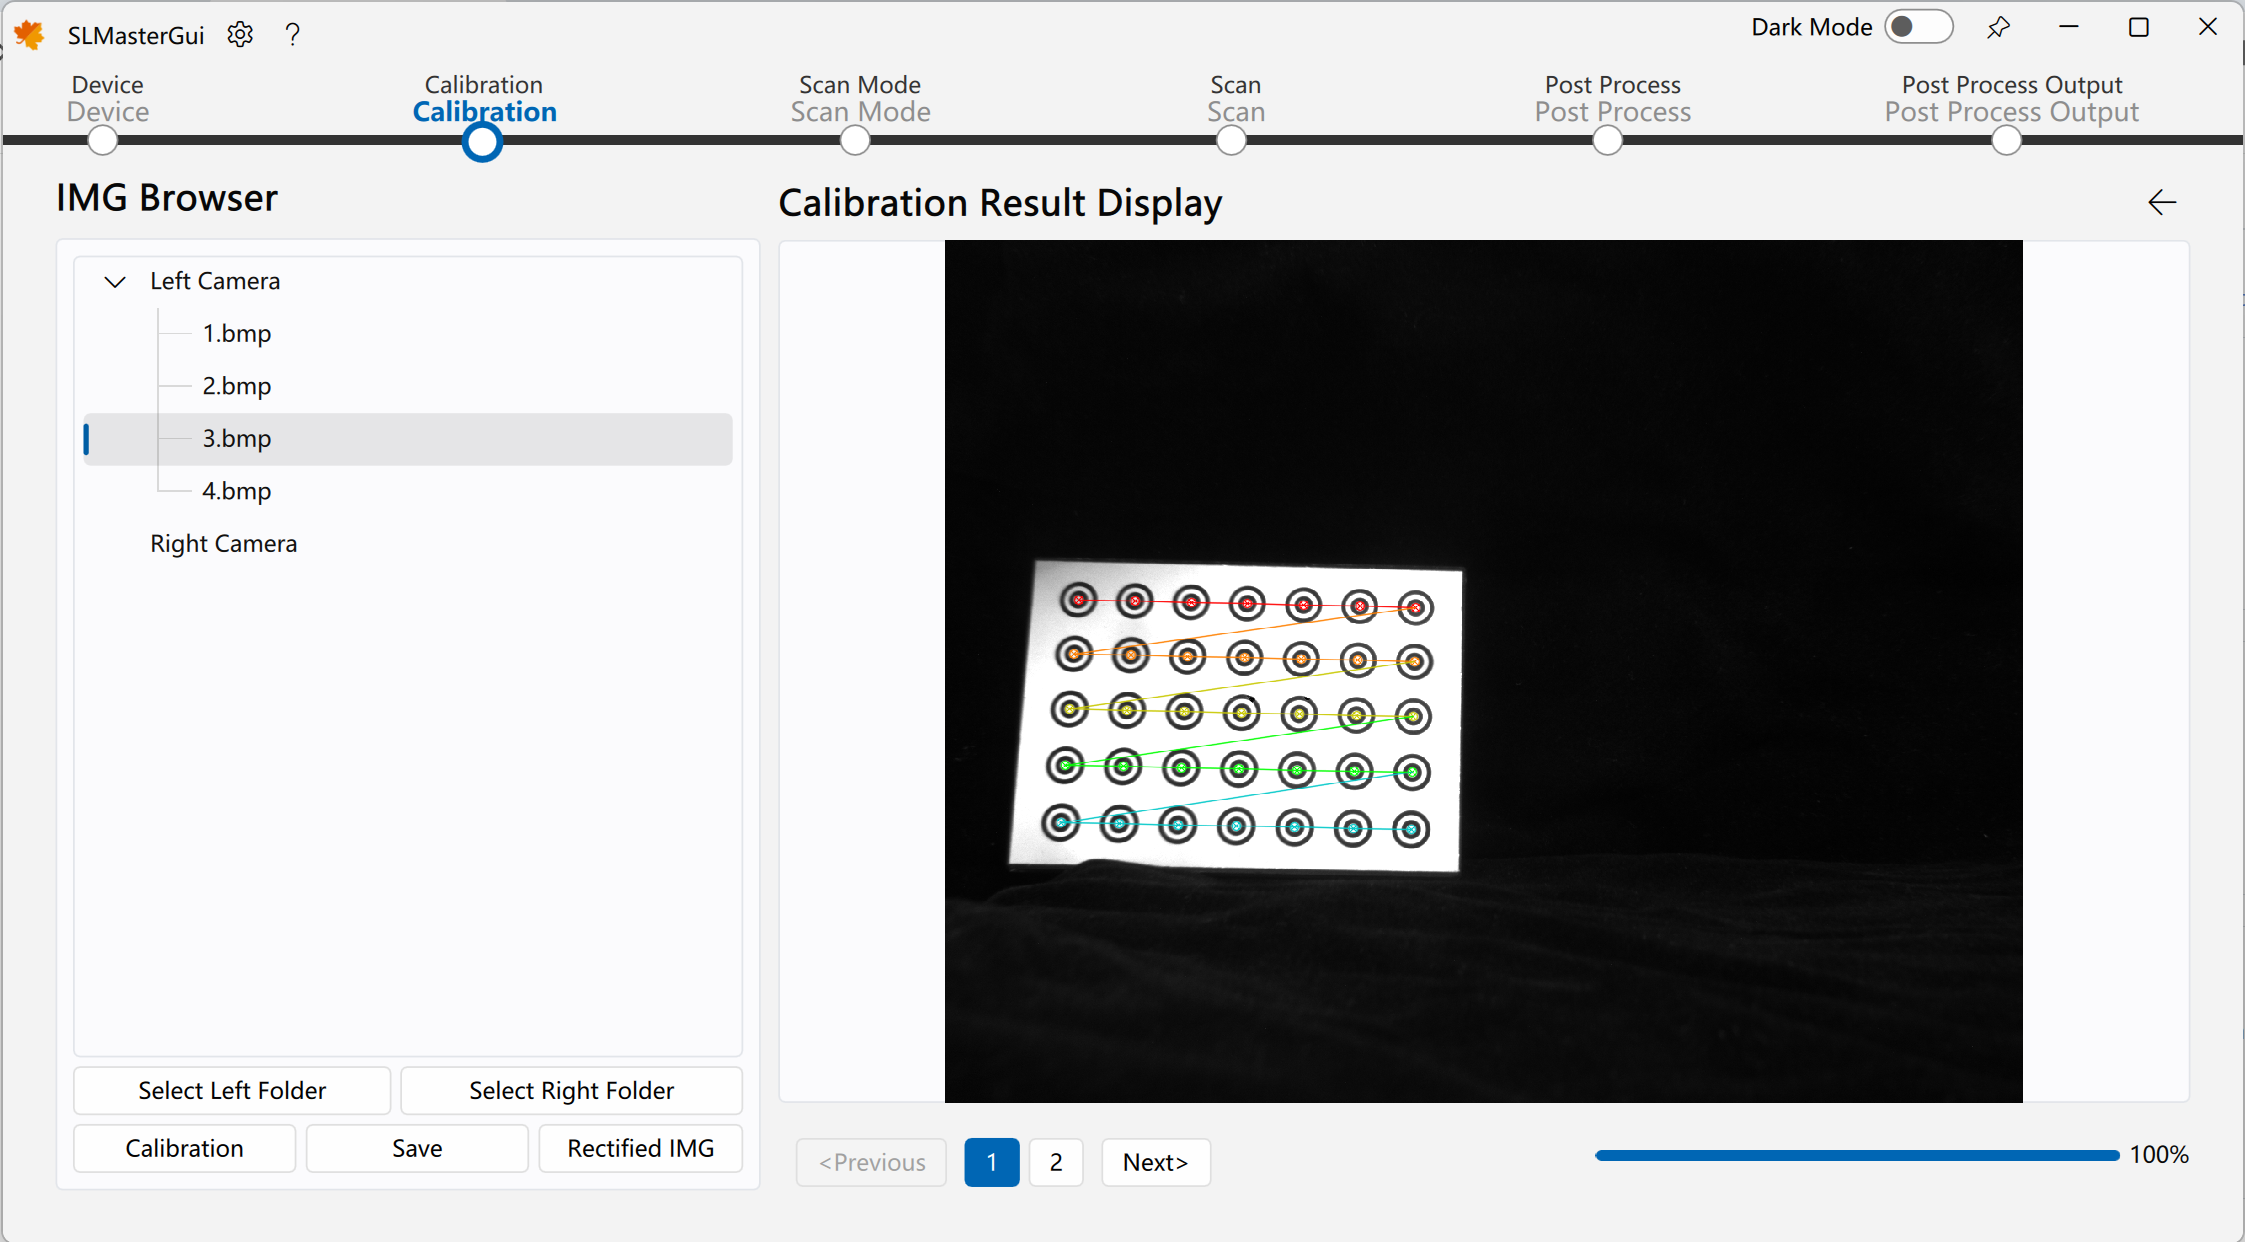 SLMasterGui
Dark Mode
Device
Calibration
Scan Mode
Scan
Post Process
Post Process Output
Device
Calibration
Scan Mode
Scan
Post Process
Post Process Output
IMG Browser
Left Camera
1.bmp
2.bmp
3.bmp
4.bmp
Right Camera
Select Left Folder
Select Right Folder
Calibration
Save
Rectified IMG
Calibration Result Display
<Previous
1
2
Next>
100%